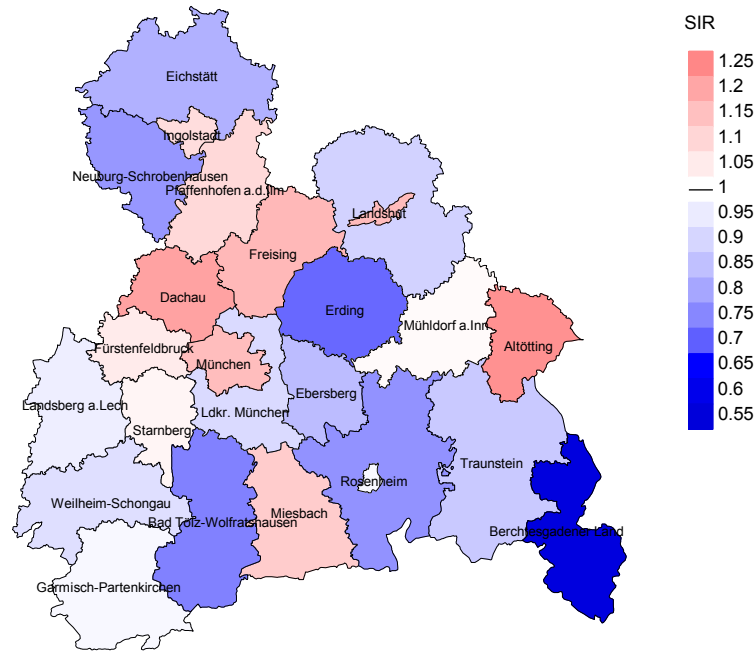 SIR
1.25
1.2
1.15
1.1
1.05
1
0.95
0.9
0.85
0.8
0.75
0.7
0.65
0.6
0.55
Eichstätt
Ingolstadt
Neuburg-Schrobenhausen
Pfaffenhofen a.d.Ilm
Landshut
Freising
Dachau
Erding
Mühldorf a.Inn
Altötting
Fürstenfeldbruck
München
Ebersberg
Landsberg a.Lech
Ldkr. München
Starnberg
Traunstein
Rosenheim
Weilheim-Schongau
Miesbach
Bad Tölz-Wolfratshausen
Berchtesgadener Land
Garmisch-Partenkirchen